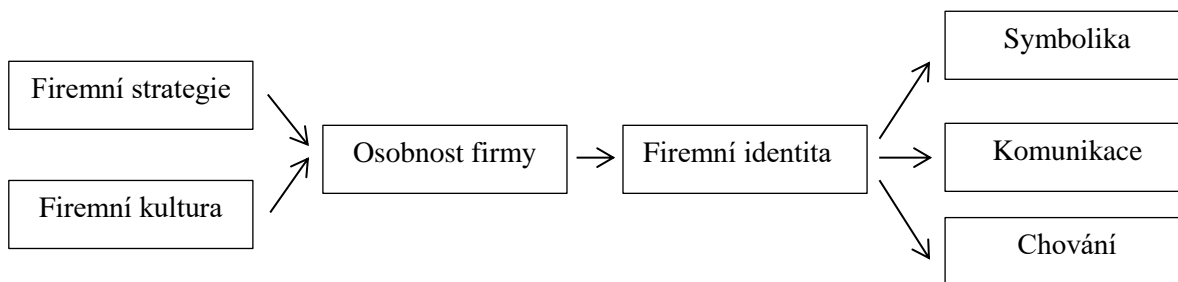 Firemní strategie
Firemní kultura
Osobnost firmy
Firemní identita
Symbolika
Komunikace
Chování